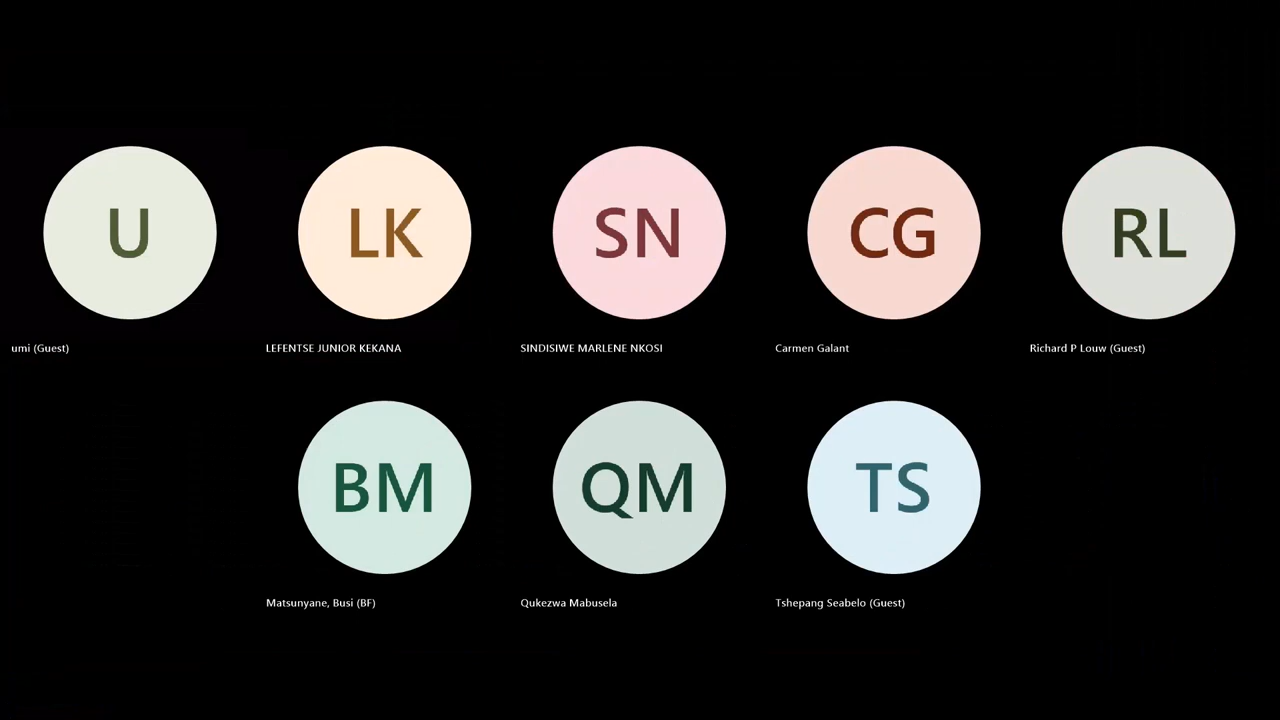 U
LK
SN
CG
RL
umi (Guest)
LEFENTSE JUNIOR KEKANA
SINDISIWE MARLENE NKOSI
Carmen Galant
Richard P Louw (Guest)
BM
QM
TS
Matsunyane, Busi (BF)
Qukezwa Mabusela
Tshepang Seabelo (Guest)